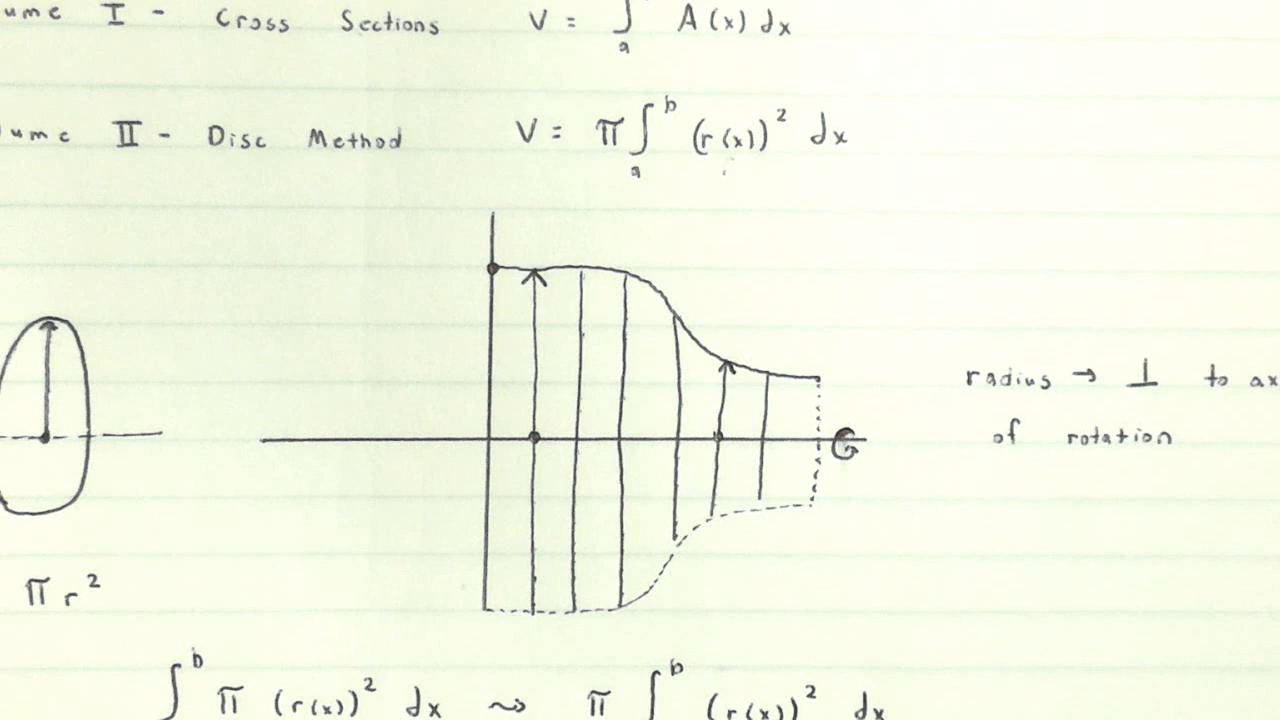 ume I - Cross Sections V = ∫ₐ A(x) dx
ume II - Disc Method V = π ∫ₐᵇ (r(x))² dx
radius → ⊥ to ax
of rotation
πr²
∫ᵇ π (r(x))² dx ⇝ π ∫ᵇ (r(x))² dx